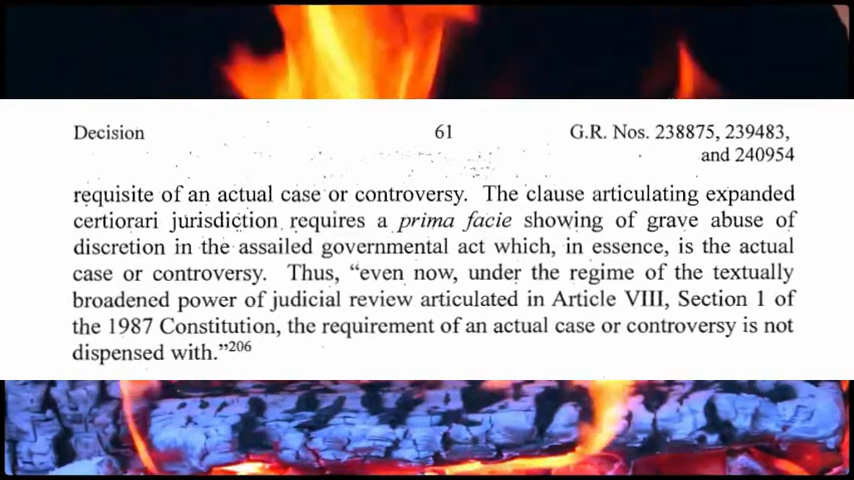 Decision 61 G.R. Nos. 238875, 239483,
and 240954
requisite of an actual case or controversy. The clause articulating expanded
certiorari jurisdiction requires a prima facie showing of grave abuse of
discretion in the assailed governmental act which, in essence, is the actual
case or controversy. Thus, “even now, under the regime of the textually
broadened power of judicial review articulated in Article VIII, Section 1 of
the 1987 Constitution, the requirement of an actual case or controversy is not
dispensed with.”206